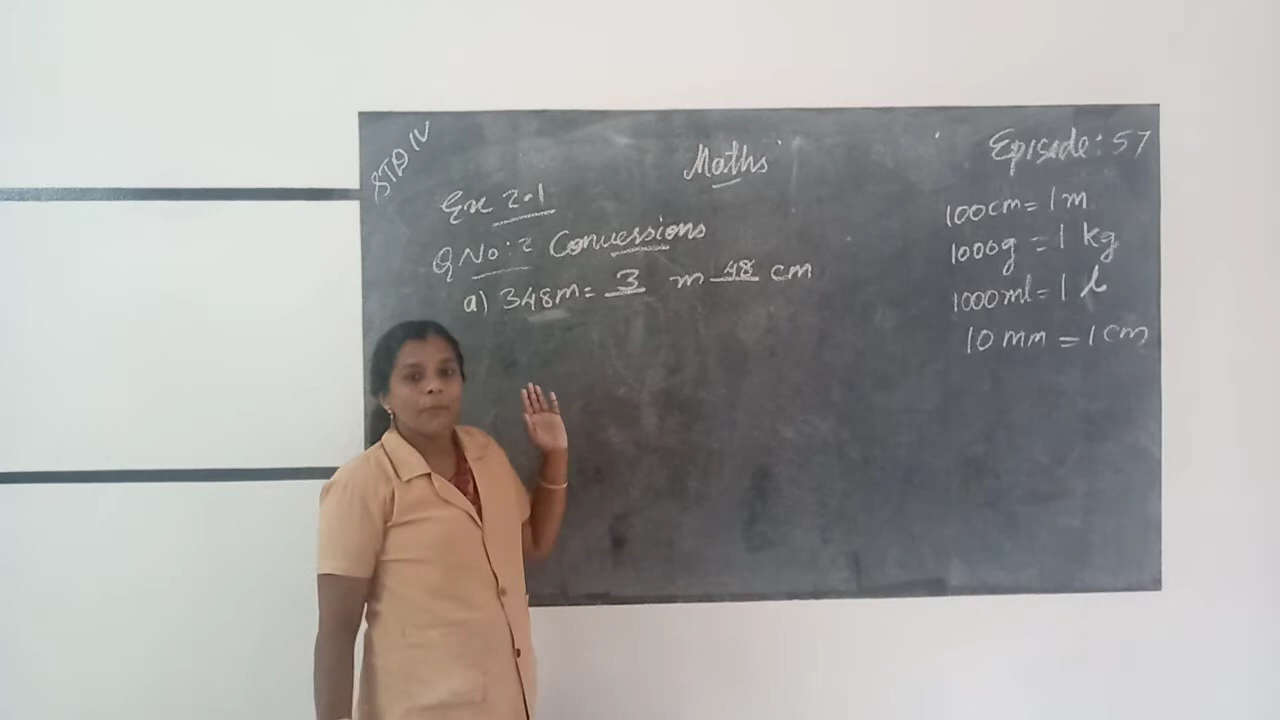 STD IV
Maths
Episode: 57
Ex 2.1
Q No: 2 Conversions
a) 348m = 3 m 48 cm
100cm = 1m
1000g = 1 kg
1000ml = 1 l
10 mm = 1 cm